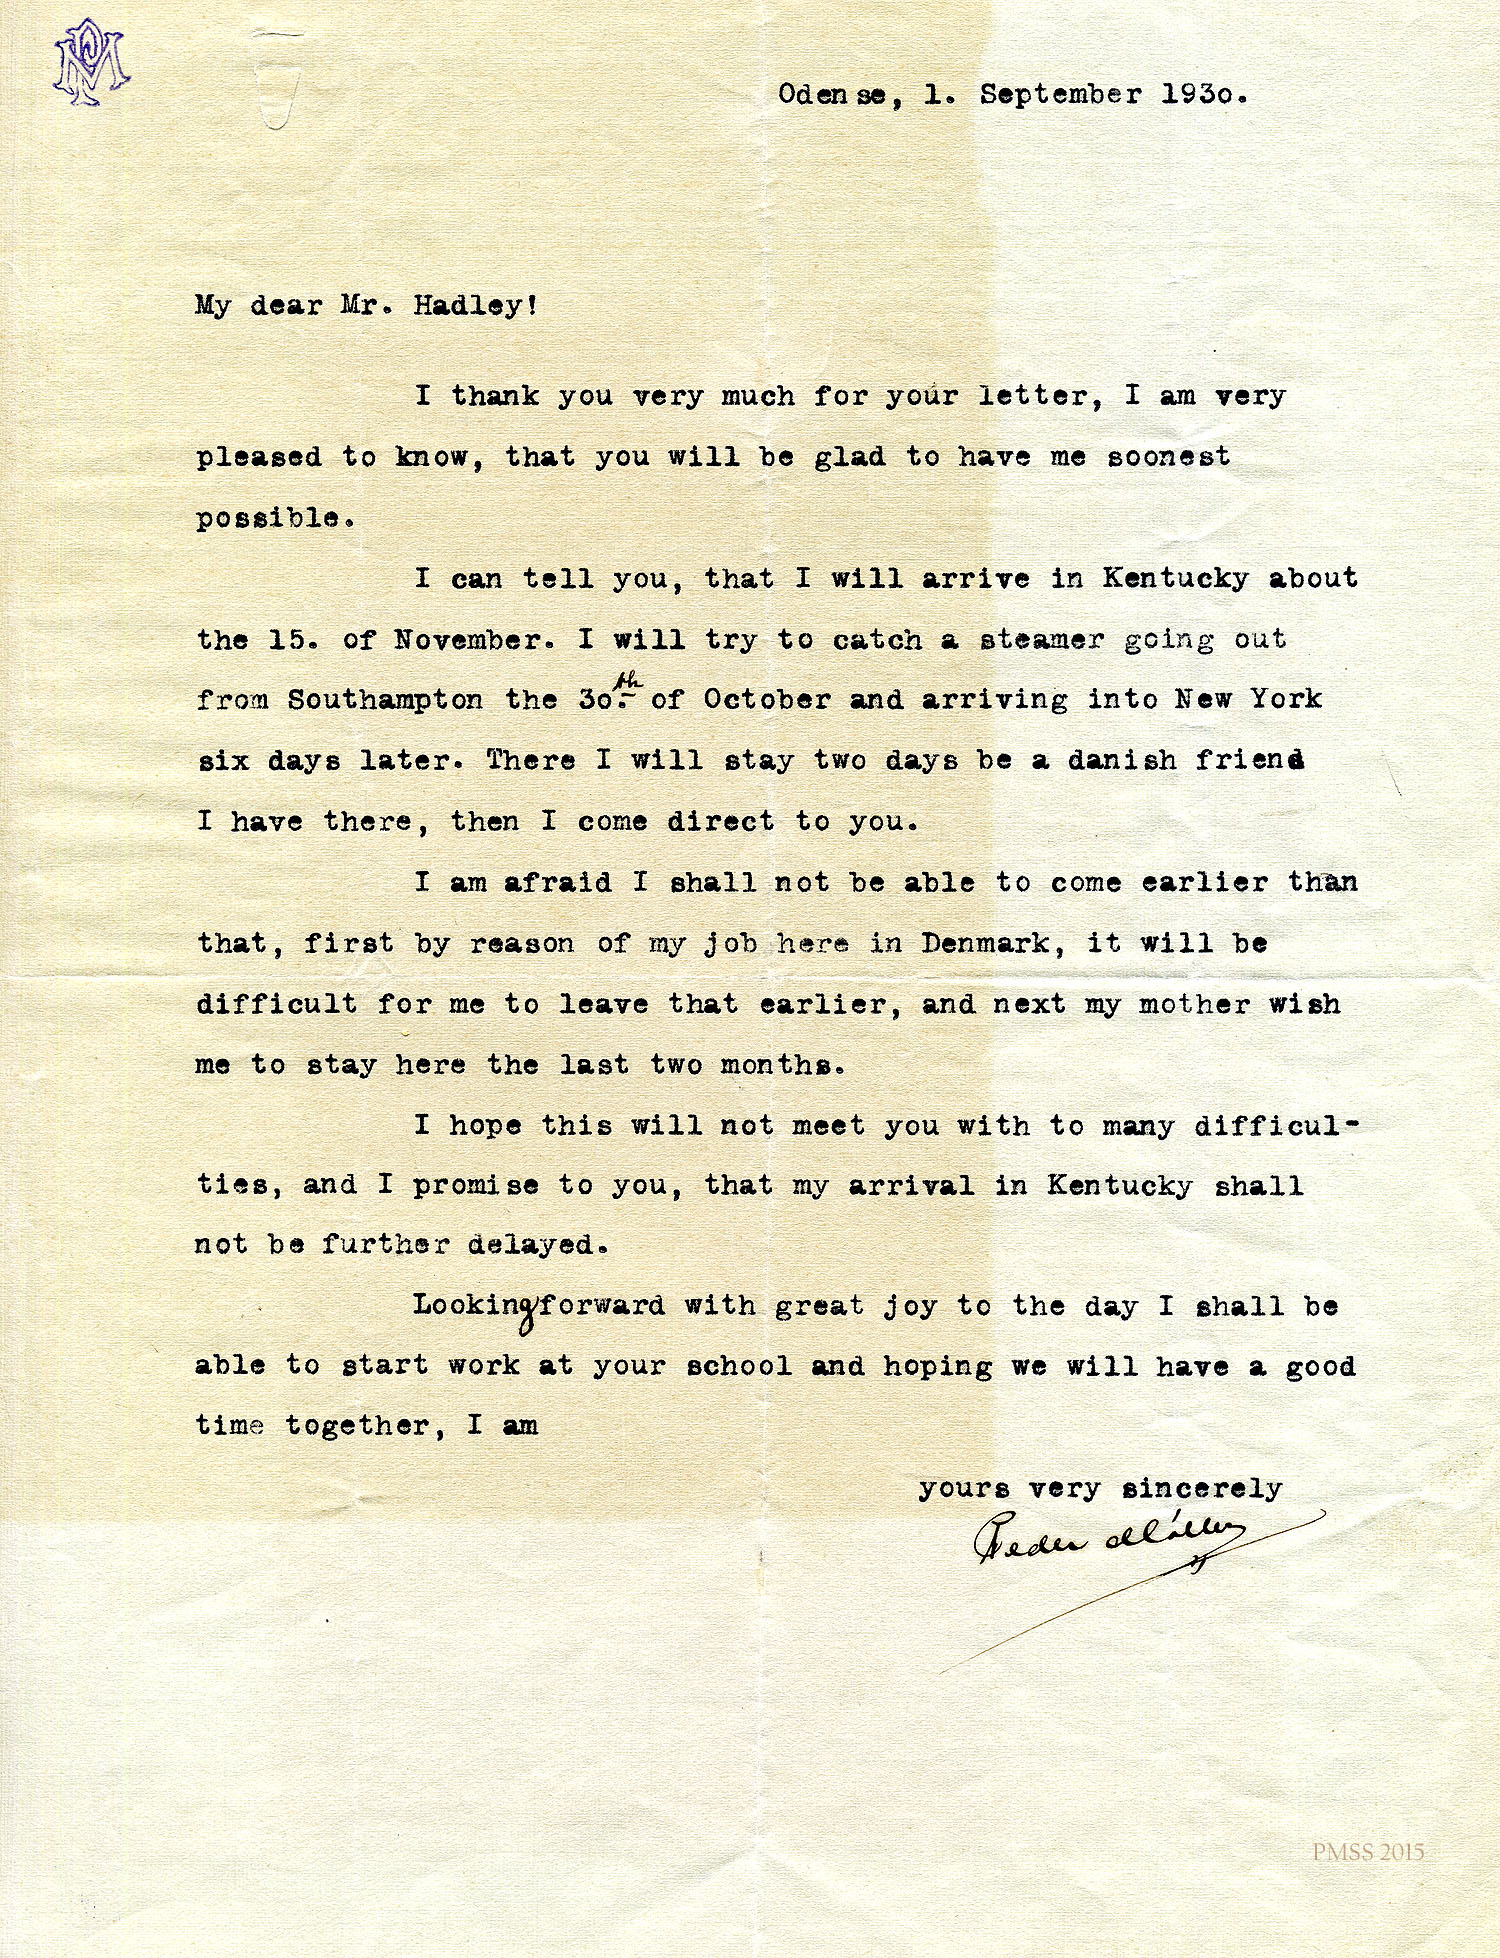 PM
Odense, 1. September 1930.
My dear Mr. Hadley!
I thank you very much for your letter, I am very
pleased to know, that you will be glad to have me soonest
possible.
I can tell you, that I will arrive in Kentucky about
the 15. of November. I will try to catch a steamer going out
from Southampton the 30.th of October and arriving into New York
six days later. There I will stay two days be a danish friend
I have there, then I come direct to you.
I am afraid I shall not be able to come earlier than
that, first by reason of my job here in Denmark, it will be
difficult for me to leave that earlier, and next my mother wish
me to stay here the last two months.
I hope this will not meet you with to many difficul-
ties, and I promise to you, that my arrival in Kentucky shall
not be further delayed.
Looking forward with great joy to the day I shall be
able to start work at your school and hoping we will have a good
time together, I am
yours very sincerely
Peder Móller
PMSS 2015